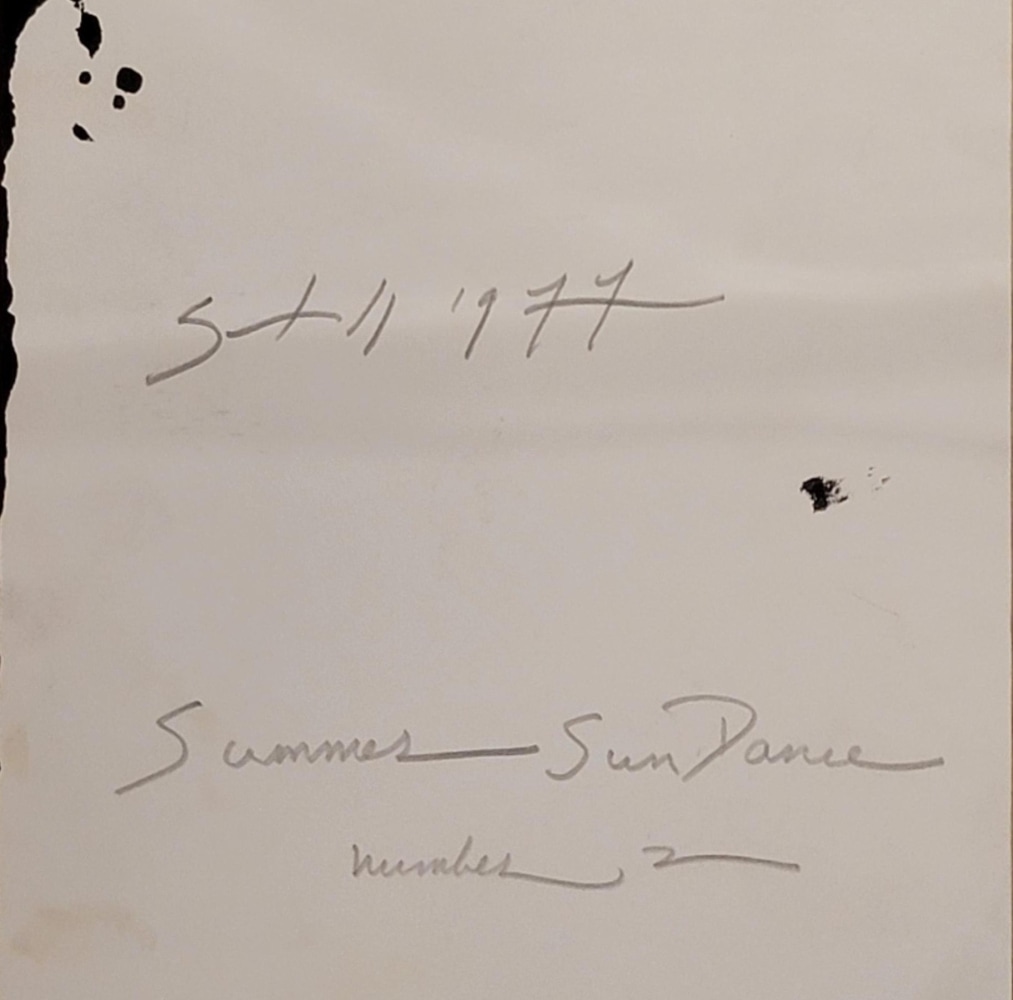 Still 1977
Summer Sun Dance
number 2